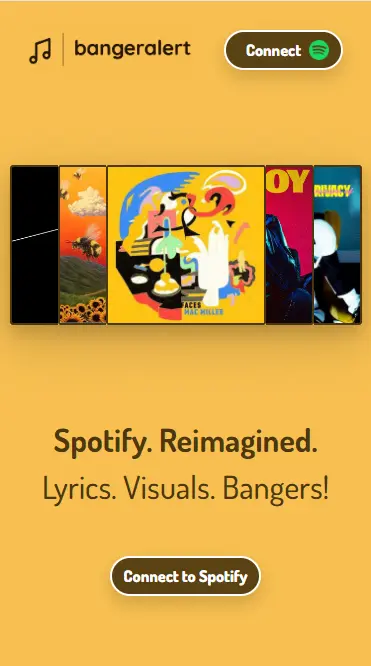 bangeralert
Connect
OY
RIVACY
FACES
MAC MILLER
Spotify. Reimagined.
Lyrics. Visuals. Bangers!
Connect to Spotify